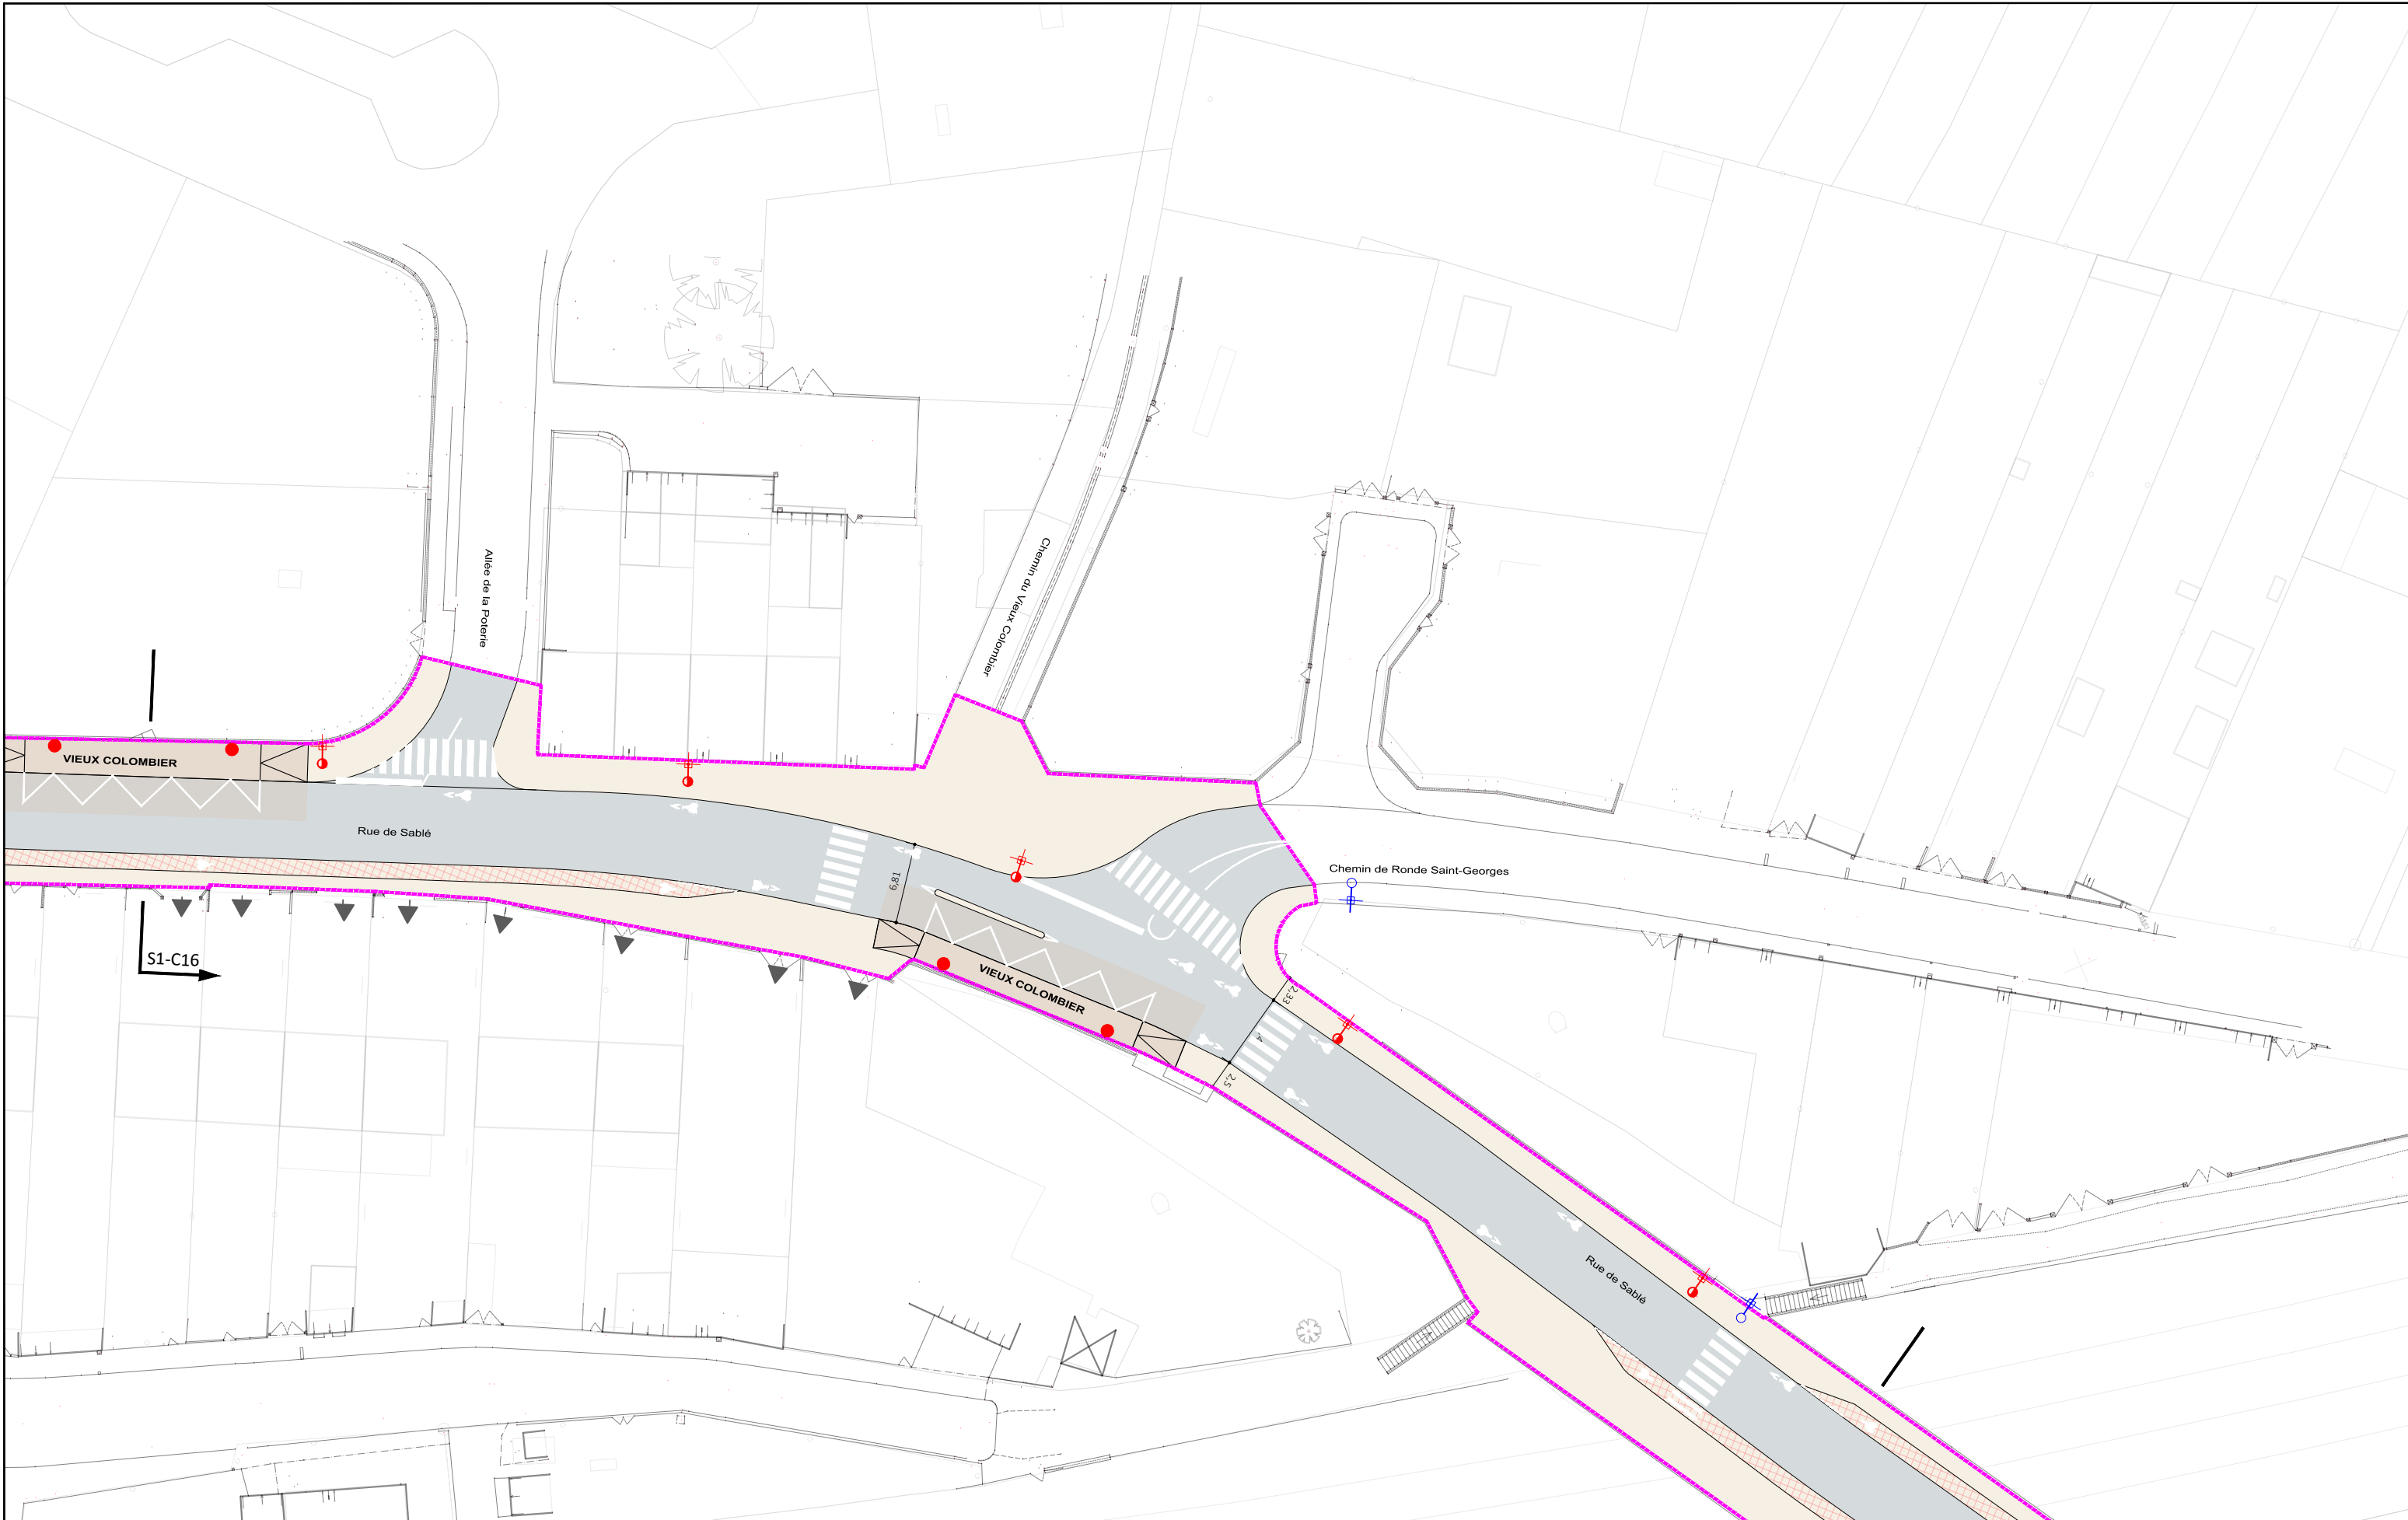 Allée de la Poterie
Chemin du Vieux Colombier
VIEUX COLOMBIER
Rue de Sablé
6,81
Chemin de Ronde Saint-Georges
S1-C16
VIEUX COLOMBIER
2,33
4
2,5
Rue de Sablé